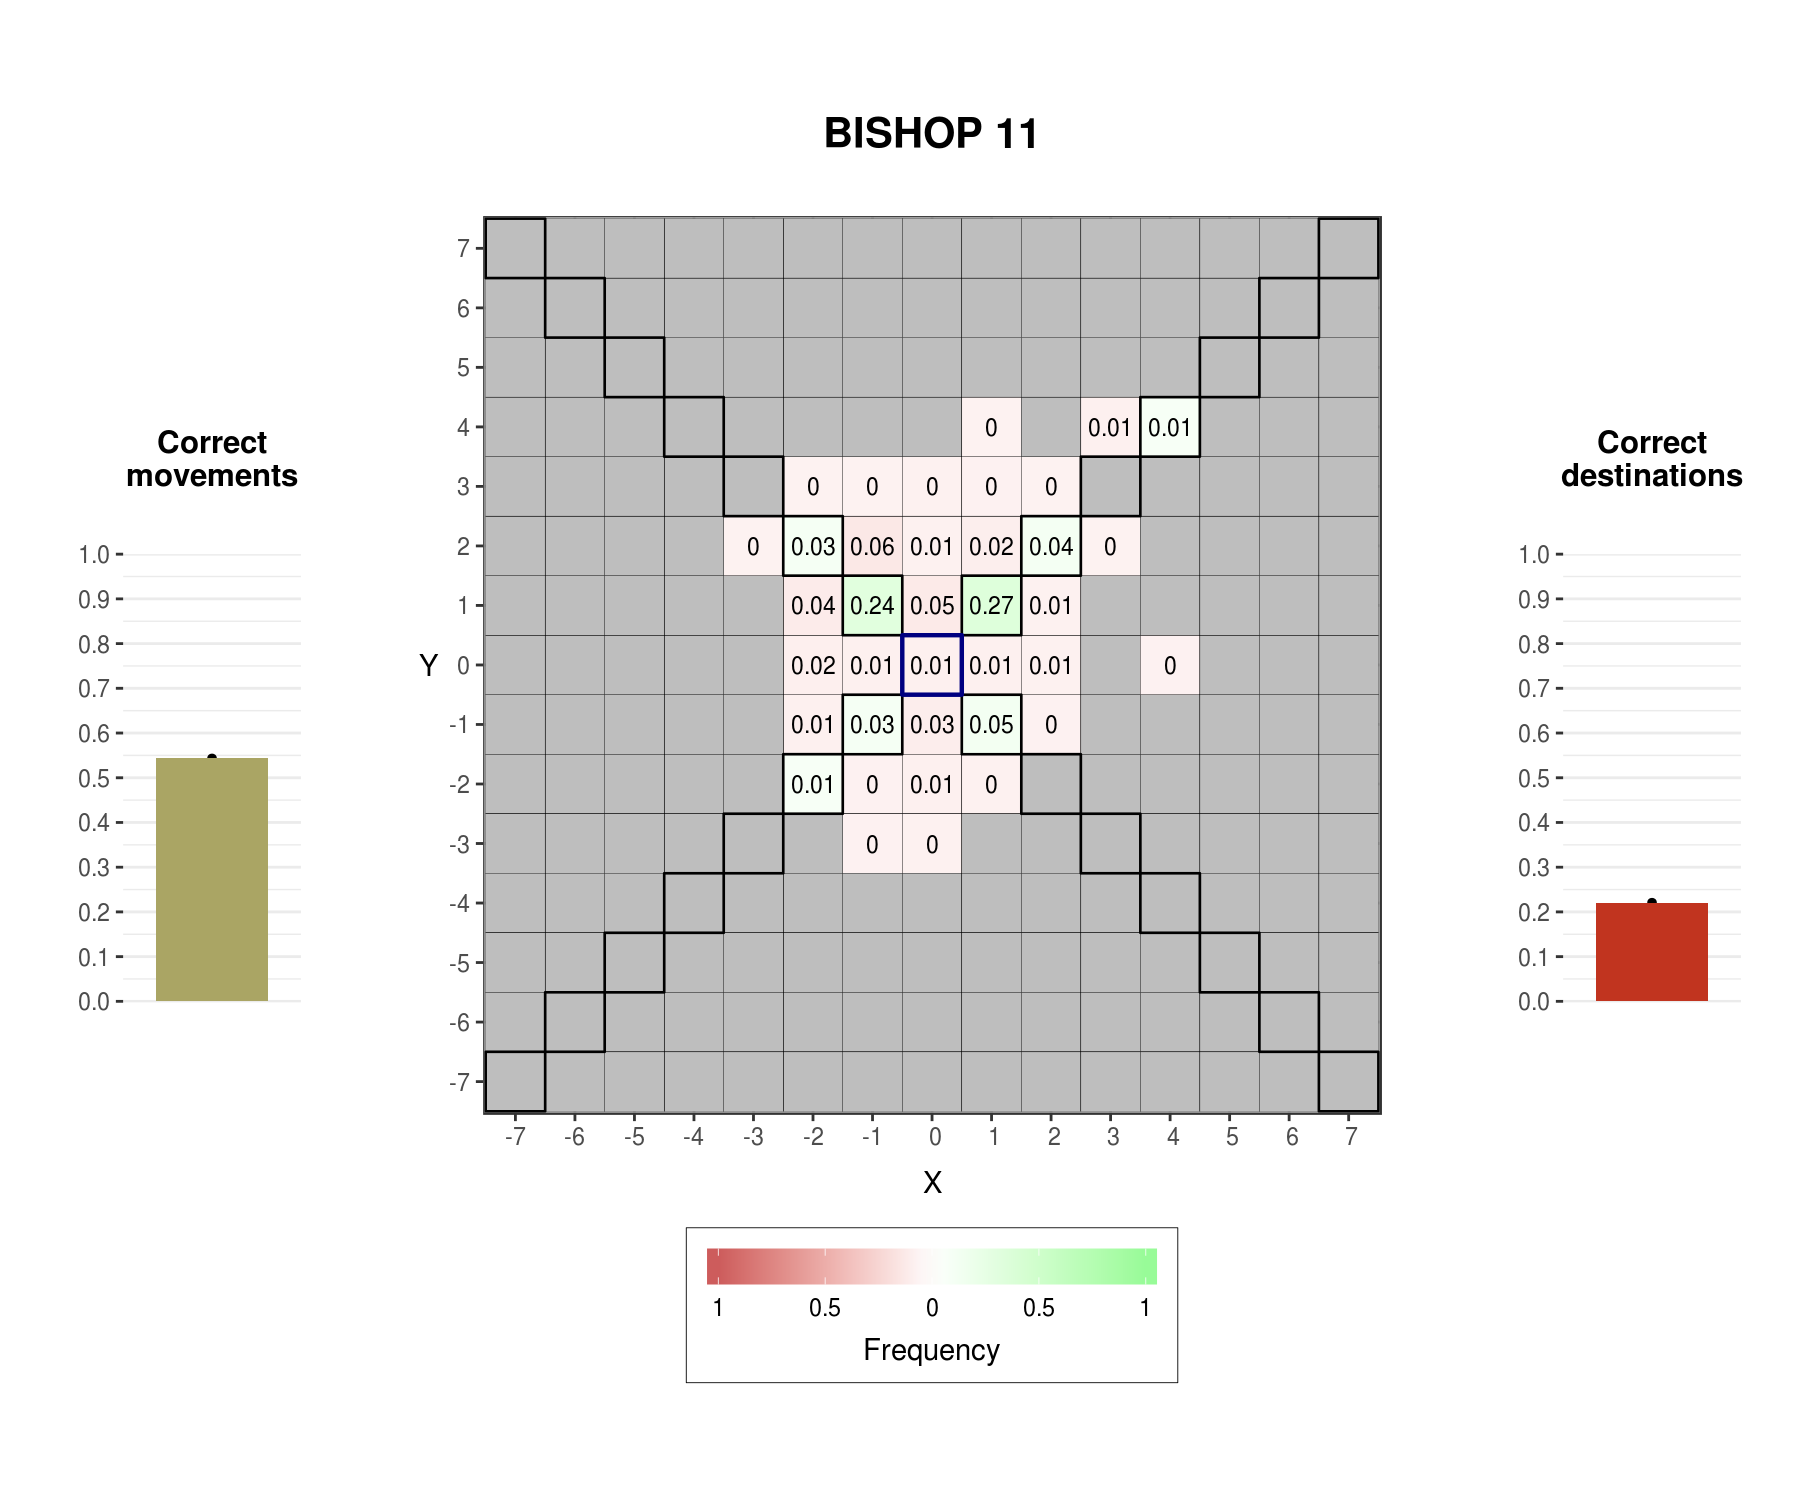 BISHOP 11
Correct
movements
1.0
0.9
0.8
0.7
0.6
0.5
0.4
0.3
0.2
0.1
0.0
Y
7
6
5
4
3
2
1
0
-1
-2
-3
-4
-5
-6
-7
0 0.01 0.01
0 0 0 0 0
0 0.03 0.06 0.01 0.02 0.04 0
0.04 0.24 0.05 0.27 0.01
0.02 0.01 0.01 0.01 0.01 0
0.01 0.03 0.03 0.05 0
0.01 0 0.01 0
0 0
-7 -6 -5 -4 -3 -2 -1 0 1 2 3 4 5 6 7
X
1 0.5 0 0.5 1
Frequency
Correct
destinations
1.0
0.9
0.8
0.7
0.6
0.5
0.4
0.3
0.2
0.1
0.0